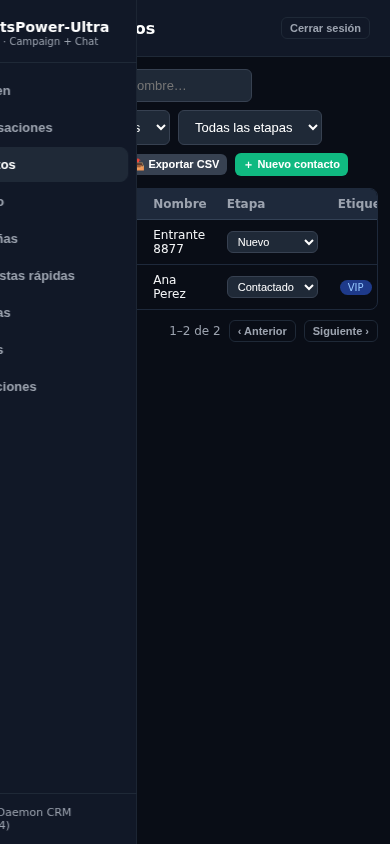 tsPower-Ultra
· Campaign + Chat
os
Cerrar sesión
en
saciones
tos
o
ñas
stas rápidas
as
s
ciones
ombre…
s
Todas las etapas
Exportar CSV
+ Nuevo contacto
Nombre Etapa Etique
Entrante
8877
Nuevo
Ana
Perez
Contactado
VIP
1–2 de 2
‹ Anterior
Siguiente ›
Daemon CRM
4)